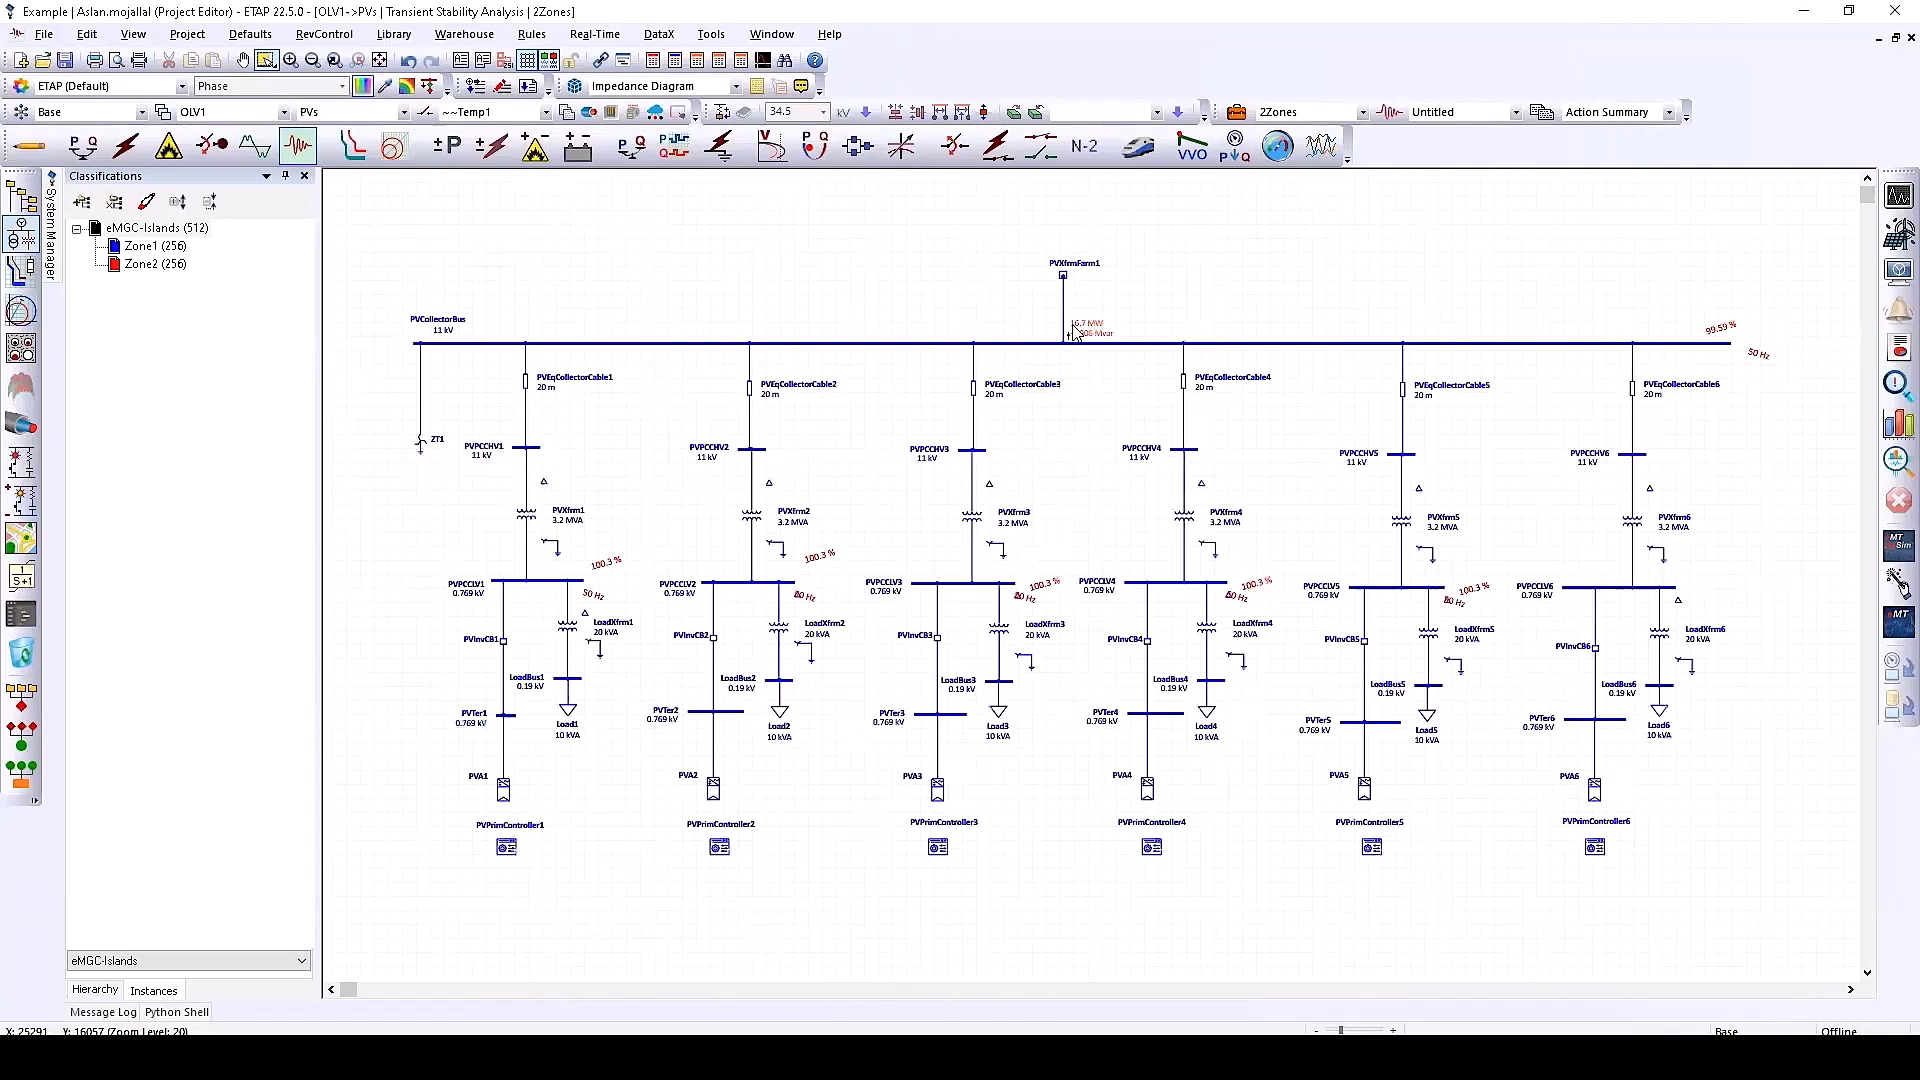 Example | Aslan.mojallal (Project Editor) - ETAP 22.5.0 - [OLV1->PVs | Transient Stability Analysis | 2Zones]
File Edit View Project Defaults RevControl Library Warehouse Rules Real-Time DataX Tools Window Help
ETAP (Default) Phase Impedance Diagram
Base OLV1 PVs ~~Temp1 34.5 kV 2Zones Untitled Action Summary
P Q +P P Q V P Q N-2 VVO P Q
Classifications
System Manager
eMGC-Islands (512)
Zone1 (256)
Zone2 (256)
PVXfrmFarm1
PVCollectorBus
11 kV
16.7 MW
Mvar
99.59 %
50 Hz
PVEqCollectorCable1
20 m
PVEqCollectorCable2
20 m
PVEqCollectorCable3
20 m
PVEqCollectorCable4
20 m
PVEqCollectorCable5
20 m
PVEqCollectorCable6
20 m
ZT1
PVPCCHV1
11 kV
PVPCCHV2
11 kV
PVPCCHV3
11 kV
PVPCCHV4
11 kV
PVPCCHV5
11 kV
PVPCCHV6
11 kV
PVXfrm1
3.2 MVA
PVXfrm2
3.2 MVA
PVXfrm3
3.2 MVA
PVXfrm4
3.2 MVA
PVXfrm5
3.2 MVA
PVXfrm6
3.2 MVA
100.3 %
100.3 %
100.3 %
100.3 %
100.3 %
PVPCCLV1
0.769 kV
PVPCCLV2
0.769 kV
PVPCCLV3
0.769 kV
PVPCCLV4
0.769 kV
PVPCCLV5
0.769 kV
PVPCCLV6
0.769 kV
50 Hz
Hz
Hz
Hz
Hz
LoadXfrm1
20 kVA
LoadXfrm2
20 kVA
LoadXfrm3
20 kVA
LoadXfrm4
20 kVA
LoadXfrm5
20 kVA
LoadXfrm6
20 kVA
PVInvCB1
PVInvCB2
PVInvCB3
PVInvCB4
PVInvCB5
PVInvCB6
LoadBus1
0.19 kV
LoadBus2
0.19 kV
LoadBus3
0.19 kV
LoadBus4
0.19 kV
LoadBus5
0.19 kV
LoadBus6
0.19 kV
PVTer1
0.769 kV
PVTer2
0.769 kV
PVTer3
0.769 kV
PVTer4
0.769 kV
PVTer5
0.769 kV
PVTer6
0.769 kV
Load1
10 kVA
Load2
10 kVA
Load3
10 kVA
Load4
10 kVA
Load5
10 kVA
Load6
10 kVA
PVA1
PVA2
PVA3
PVA4
PVA5
PVA6
PVPrimController1
PVPrimController2
PVPrimController3
PVPrimController4
PVPrimController5
PVPrimController6
MT
Sim
MT
1
S+1
eMGC-Islands
Hierarchy Instances
Message Log Python Shell
X: 25291 Y: 16057 (Zoom Level: 20) - + Base Offline